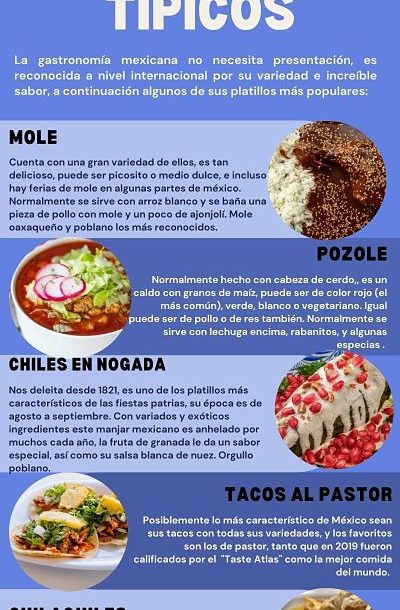 TÍPICOS
La gastronomía mexicana no necesita presentación, es
reconocida a nivel internacional por su variedad e increíble
sabor, a continuación algunos de sus platillos más populares:
MOLE
Cuenta con una gran variedad de ellos, es tan
delicioso, puede ser picosito o medio dulce, e incluso
hay ferias de mole en algunas partes de méxico.
Normalmente se sirve con arroz blanco y se baña una
pieza de pollo con mole y un poco de ajonjolí. Mole
oaxaqueño y poblano los más reconocidos.
POZOLE
Normalmente hecho con cabeza de cerdo,, es un
caldo con granos de maíz, puede ser de color rojo (el
más común), verde, blanco o vegetariano. Igual
puede ser de pollo o de res también. Normalmente se
sirve con lechuga encima, rabanitos, y algunas
especias .
CHILES EN NOGADA
Nos deleita desde 1821, es uno de los platillos más
característicos de las fiestas patrias, su época es de
agosto a septiembre. Con variados y exóticos
ingredientes este manjar mexicano es anhelado por
muchos cada año, la fruta de granada le da un sabor
especial, así como su salsa blanca de nuez. Orgullo
poblano.
TACOS AL PASTOR
Posiblemente lo más característico de México sean
sus tacos con todas sus variedades, y los favoritos
son los de pastor, tanto que en 2019 fueron
calificados por el "Taste Atlas" como la mejor comida
del mundo.
CHILAQUILES